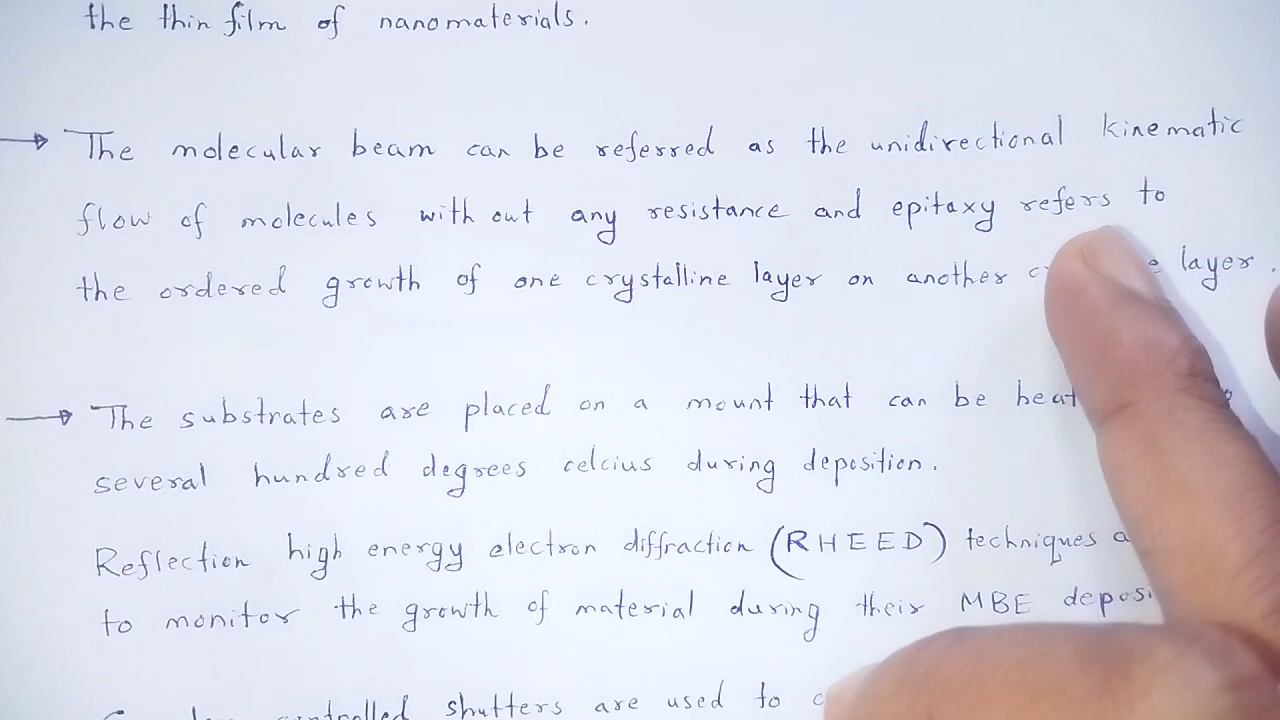 the thin film of nanomaterials.
The molecular beam can be referred as the unidirectional kinematic
flow of molecules with out any resistance and epitaxy refers to
the ordered growth of one crystalline layer on another layer.
The substrates are placed on a mount that can be
several hundred degrees celcius during deposition.
Reflection high energy electron diffraction (RHEED) techniques
to monitor the growth of material during their MBE
controlled shutters are used to